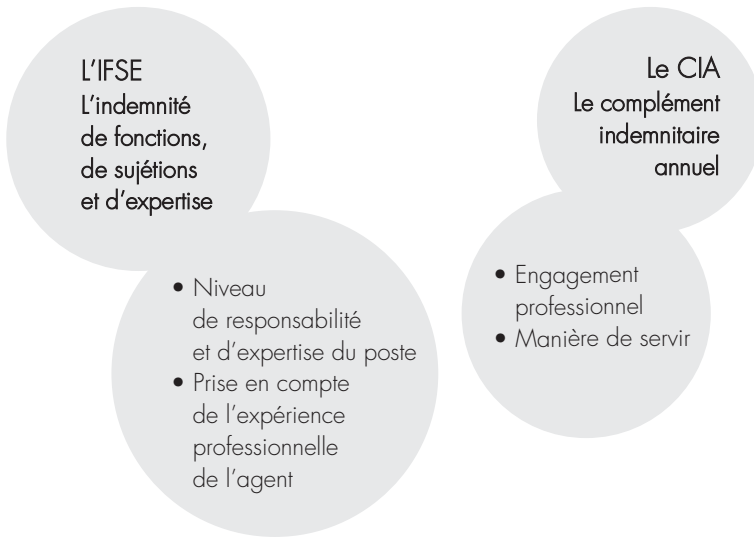 L'IFSE
L'indemnité
de fonctions,
de sujétions
et d'expertise
• Niveau
de responsabilité
et d'expertise du poste
• Prise en compte
de l'expérience
professionnelle
de l'agent
Le CIA
Le complément
indemnitaire
annuel
• Engagement
professionnel
• Manière de servir